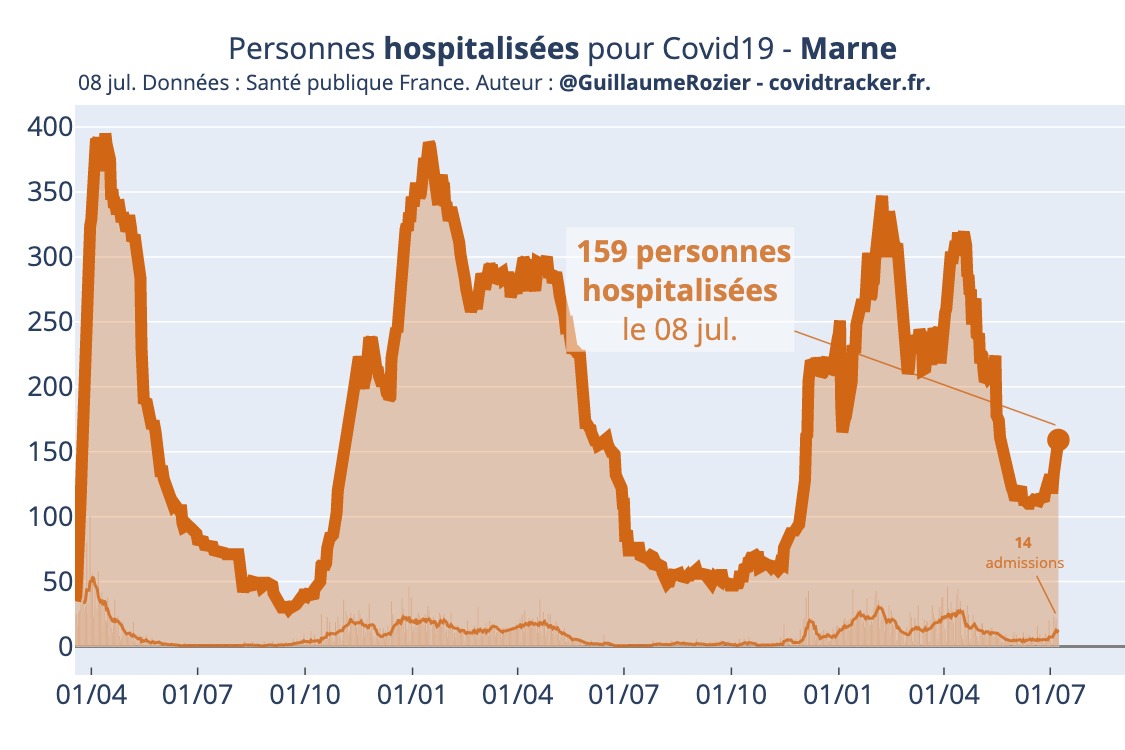 Personnes hospitalisées pour Covid19 - Marne
08 jul. Données : Santé publique France. Auteur : @GuillaumeRozier - covidtracker.fr.
400
350
300
250
200
150
100
50
0
159 personnes
hospitalisées
le 08 jul.
14
admissions
01/04 01/07 01/10 01/01 01/04 01/07 01/10 01/01 01/04 01/07